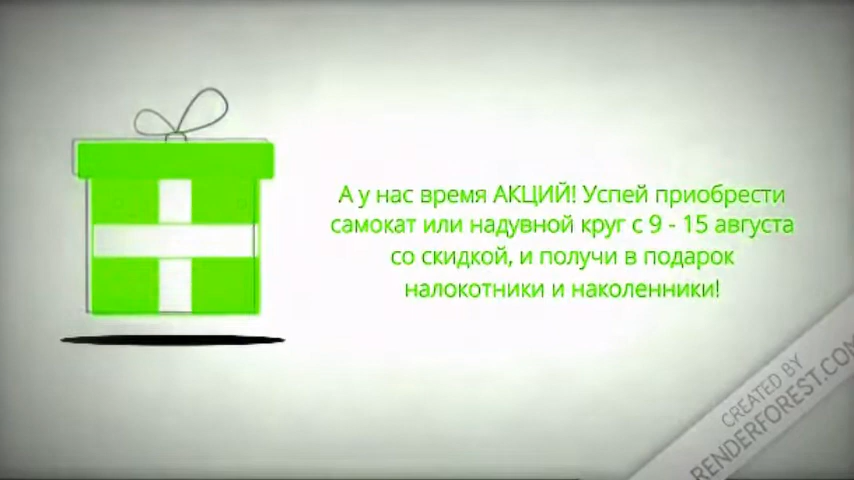 А у нас время АКЦИЙ! Успей приобрести
самокат или надувной круг с 9 - 15 августа
со скидкой, и получи в подарок
налокотники и наколенники!
CREATED BY
RENDERFOREST.COM